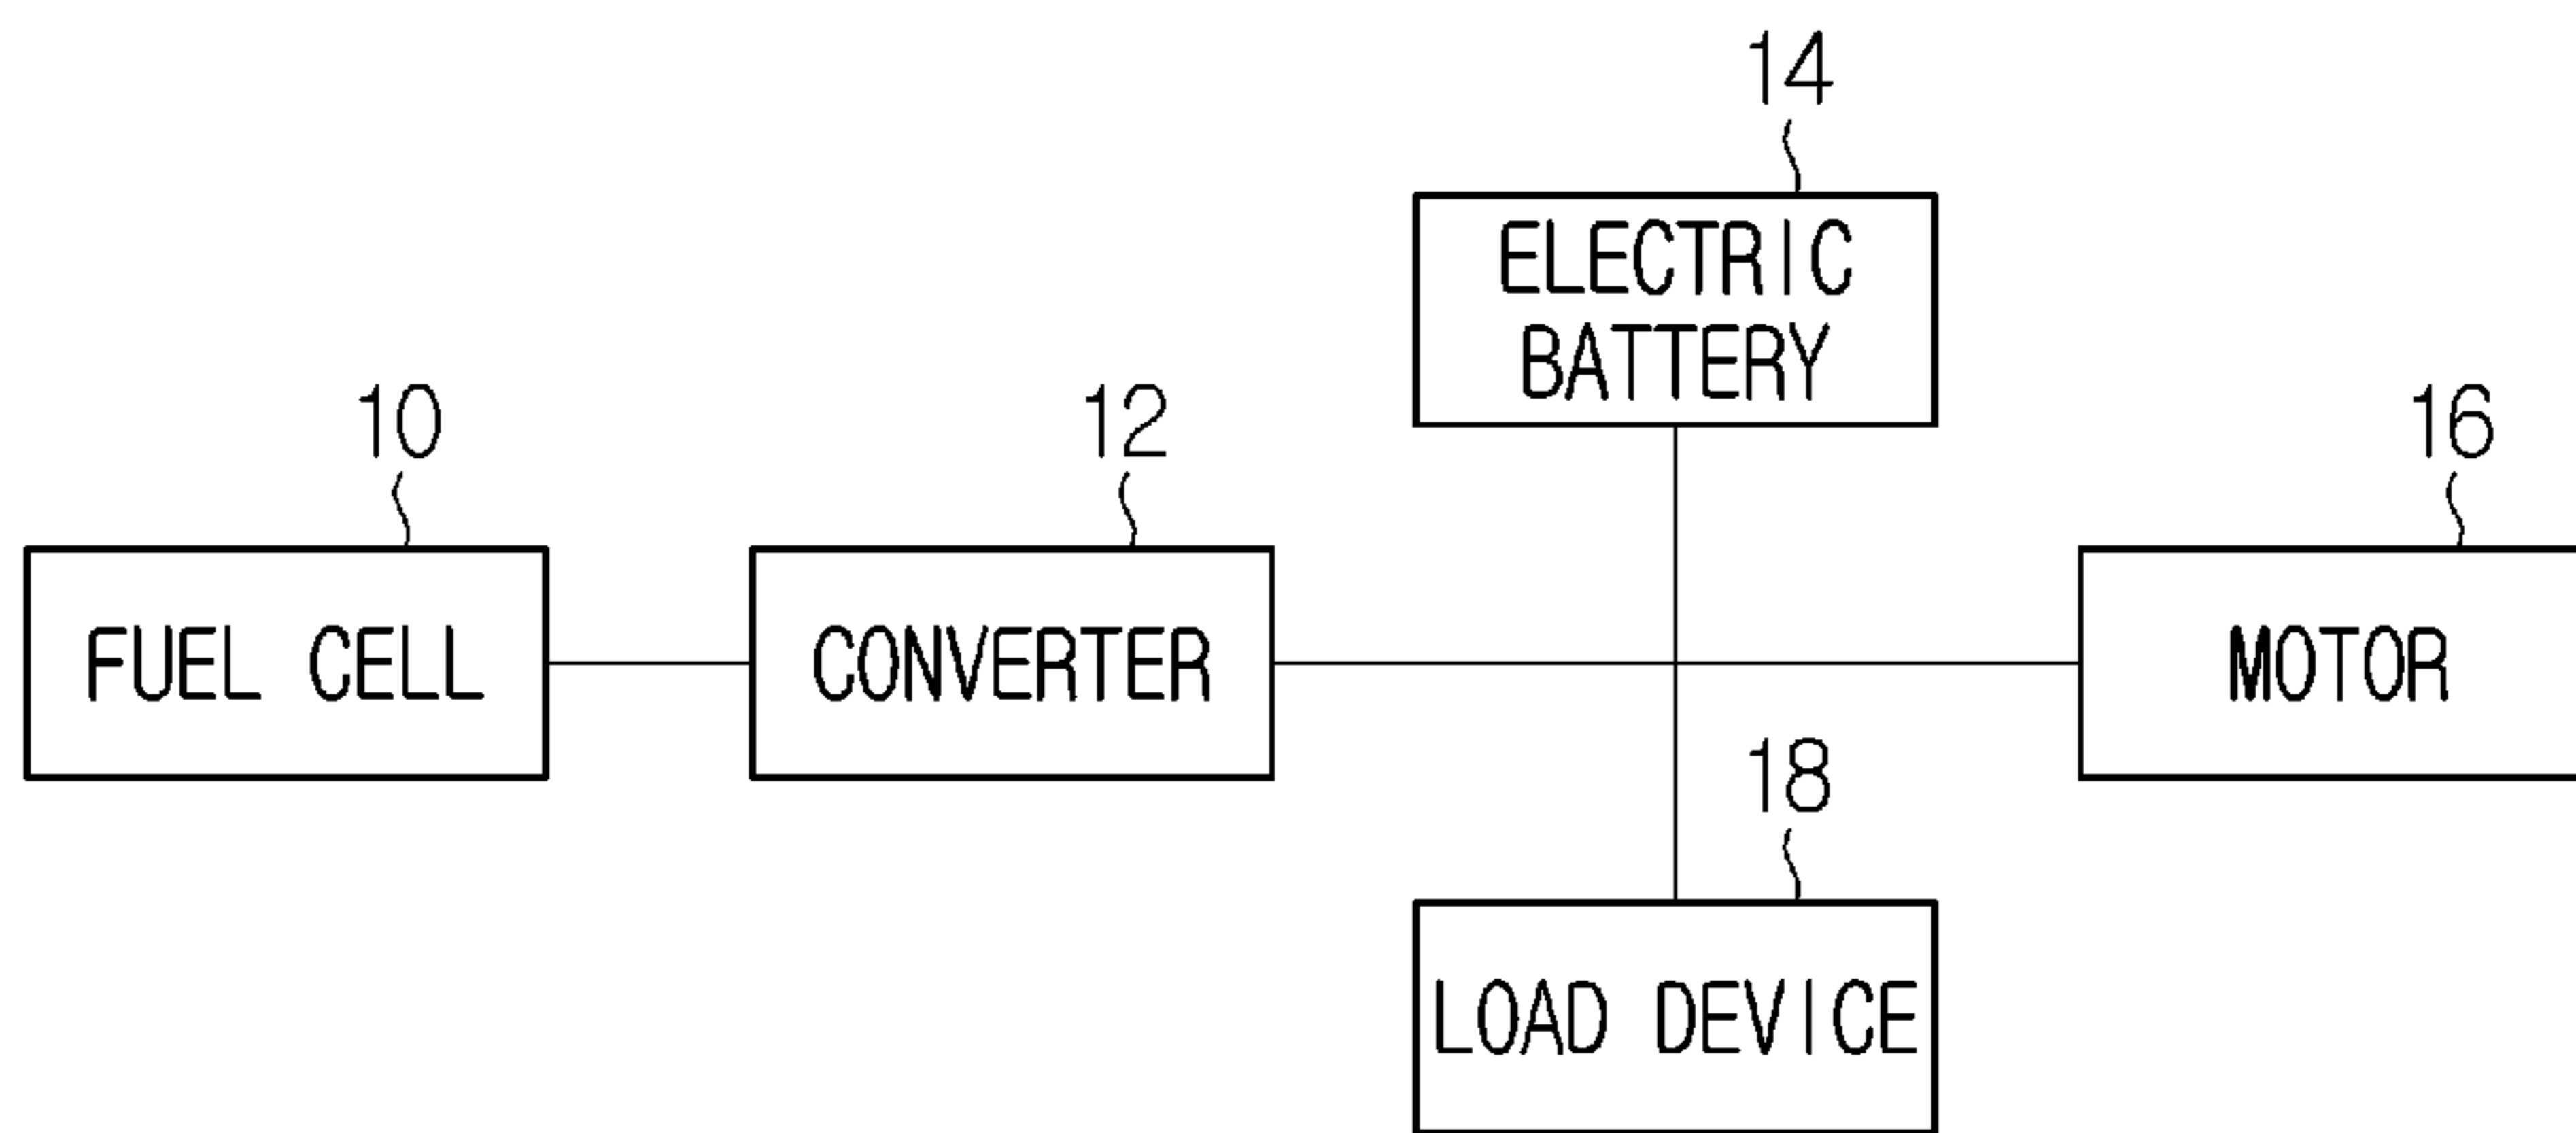 14
ELECTRIC
BATTERY
10
12
16
FUEL CELL
CONVERTER
MOTOR
18
LOAD DEVICE